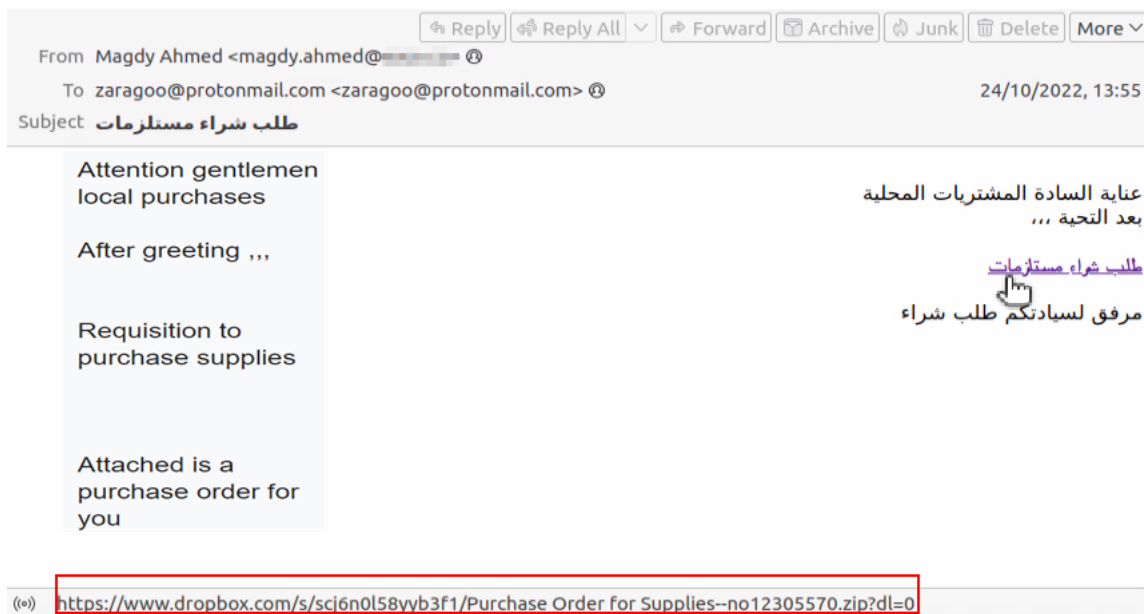 Reply Reply All Forward Archive Junk Delete More
From Magdy Ahmed <magdy.ahmed@
To zaragoo@protonmail.com <zaragoo@protonmail.com> 24/10/2022, 13:55
Subject طلب شراء مستلزمات
Attention gentlemen
local purchases
After greeting ,,,
Requisition to
purchase supplies
Attached is a
purchase order for
you
عناية السادة المشتريات المحلية
بعد التحية ،،،
طلب شراء مستلزمات
مرفق لسيادتكم طلب شراء
https://www.dropbox.com/s/scj6n0l58yyb3f1/Purchase Order for Supplies--no12305570.zip?dl=0